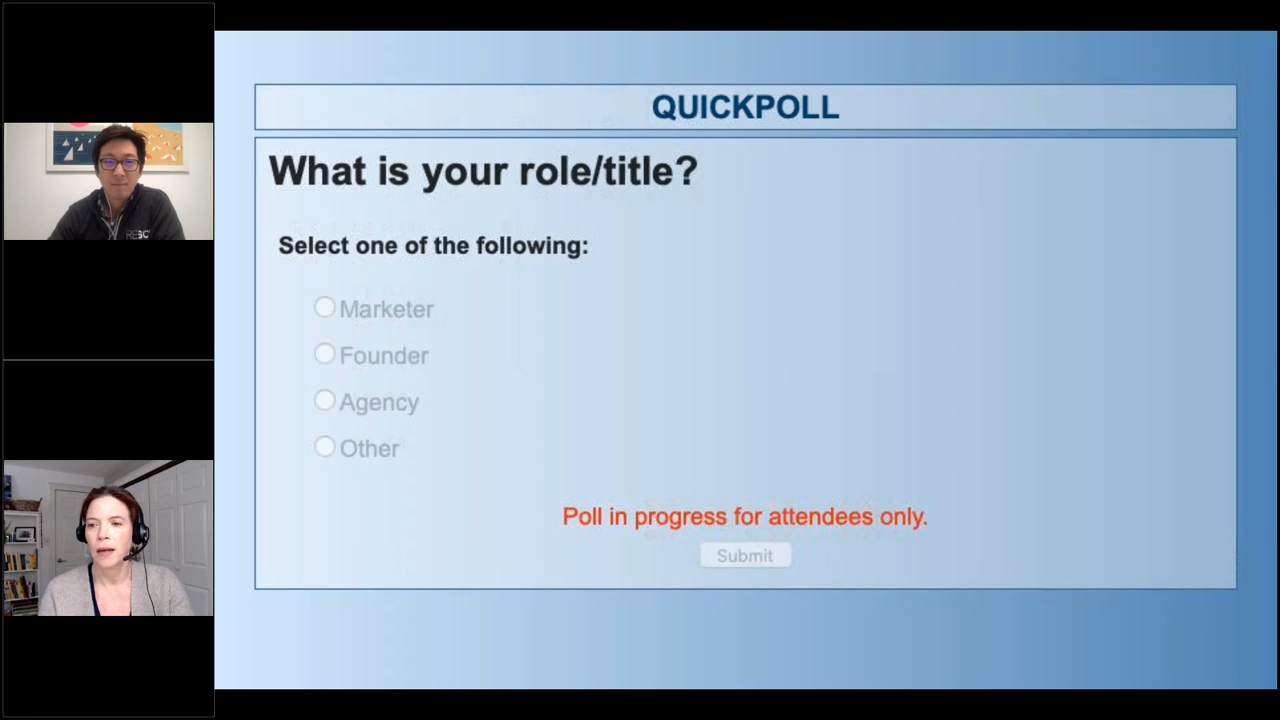 QUICKPOLL
What is your role/title?
Select one of the following:
Marketer
Founder
Agency
Other
Poll in progress for attendees only.
Submit